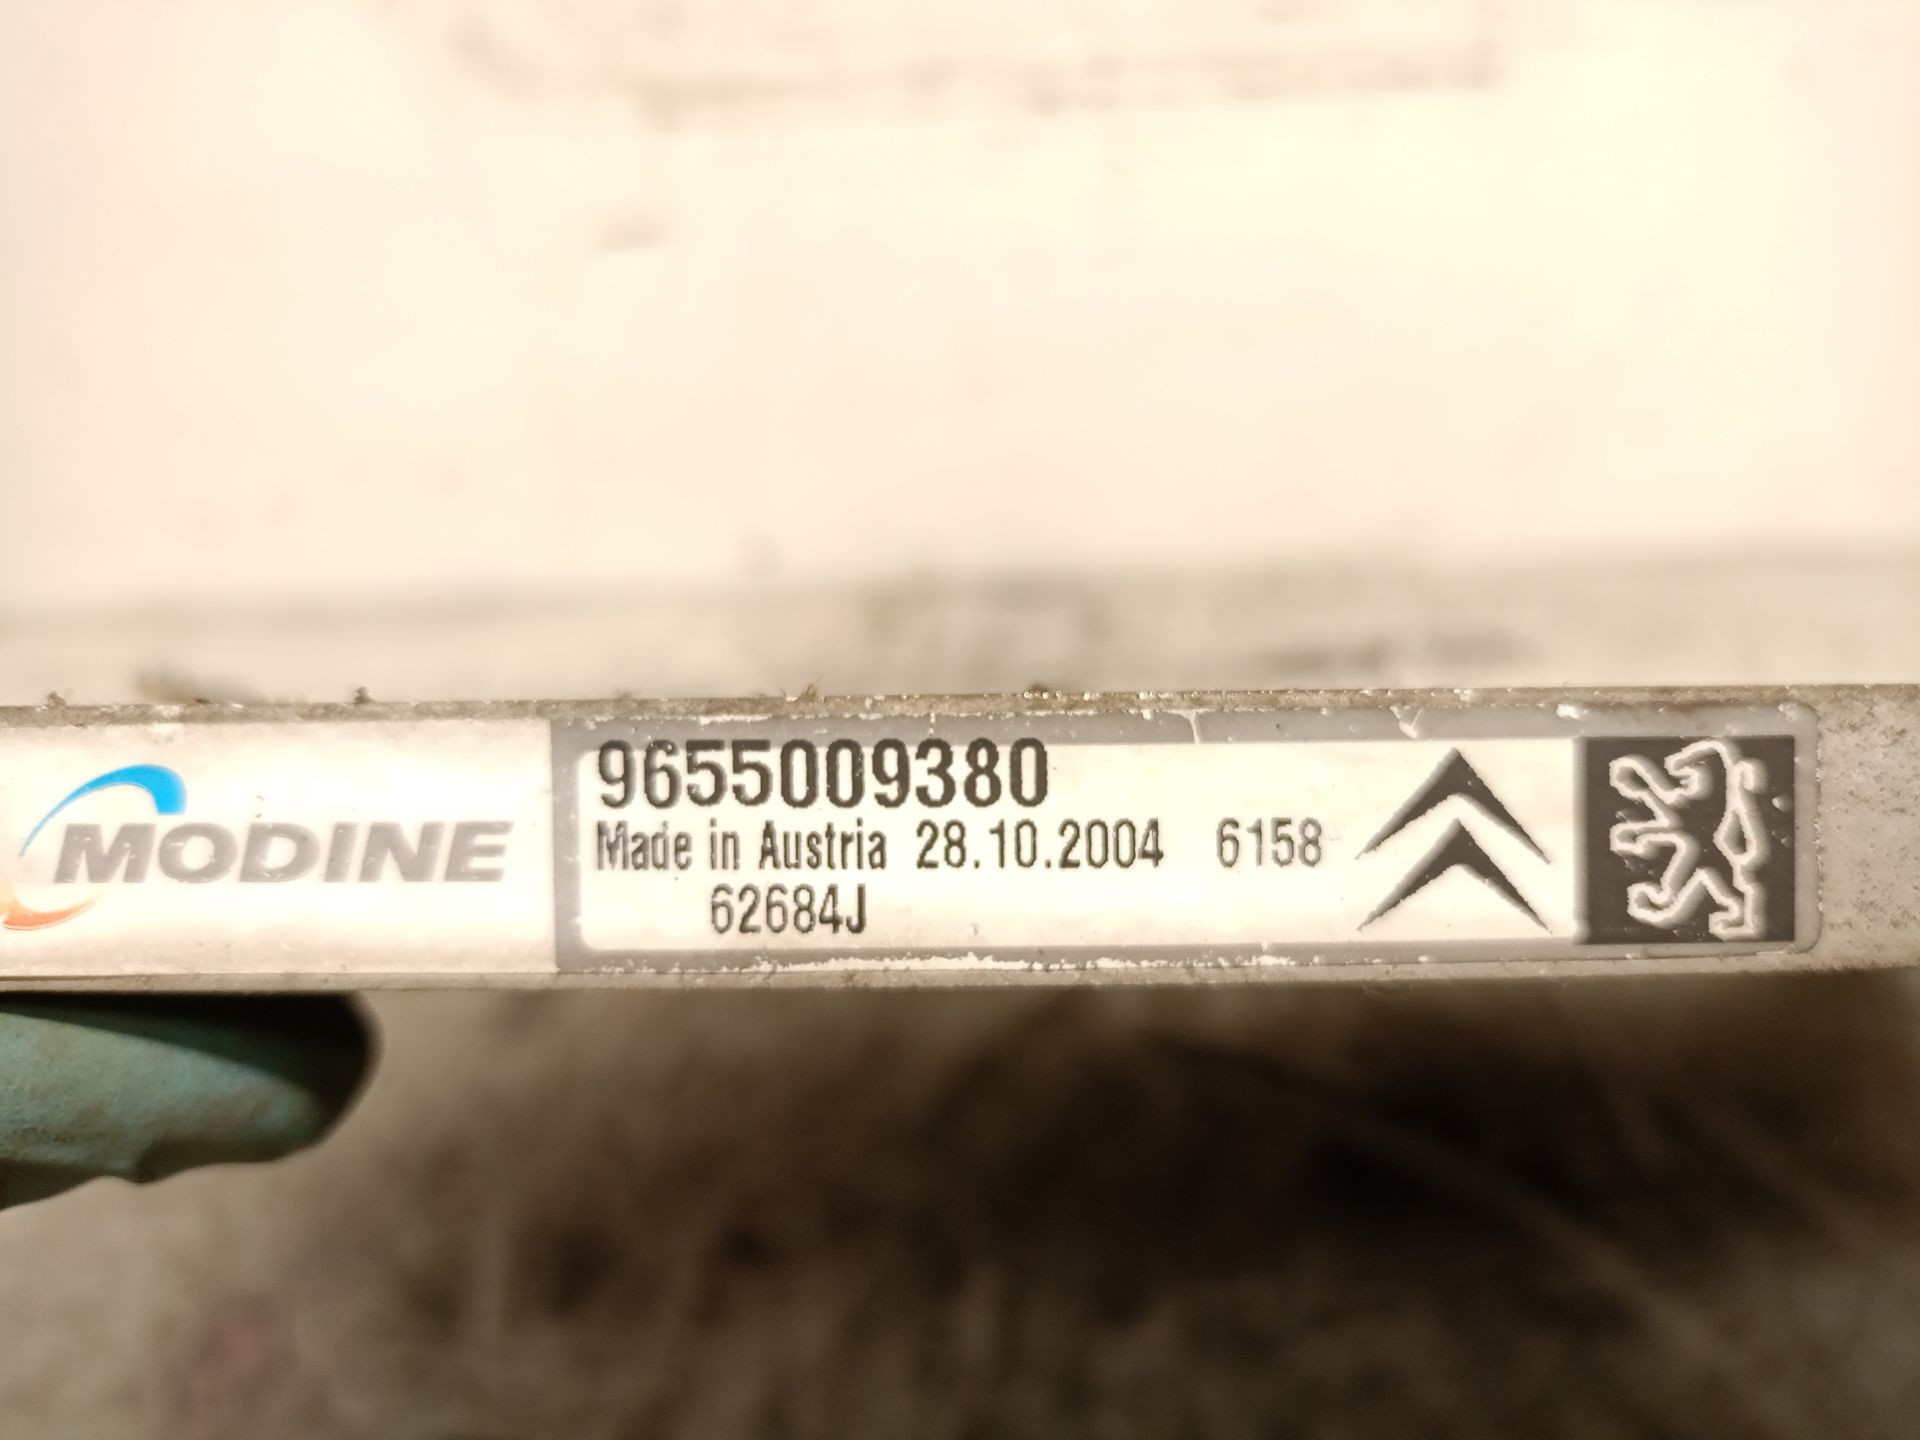 MODINE
9655009380
Made in Austria 28.10.2004 6158
62684J